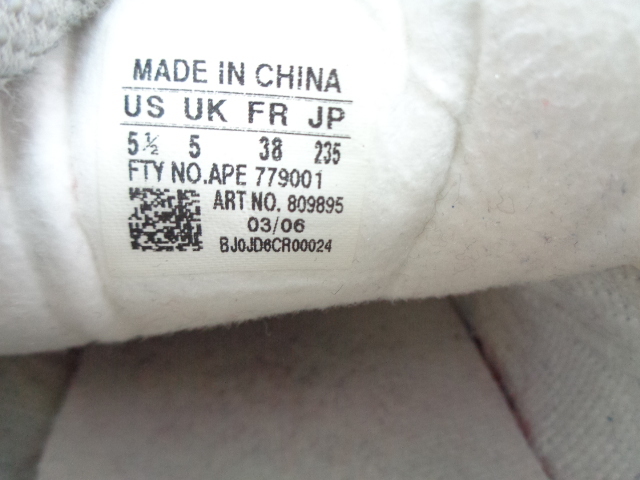 MADE IN CHINA
US UK FR JP
5½ 5 38 235
FTY NO.APE 779001
ART NO. 809895
03/06
BJ0JD6CR00024